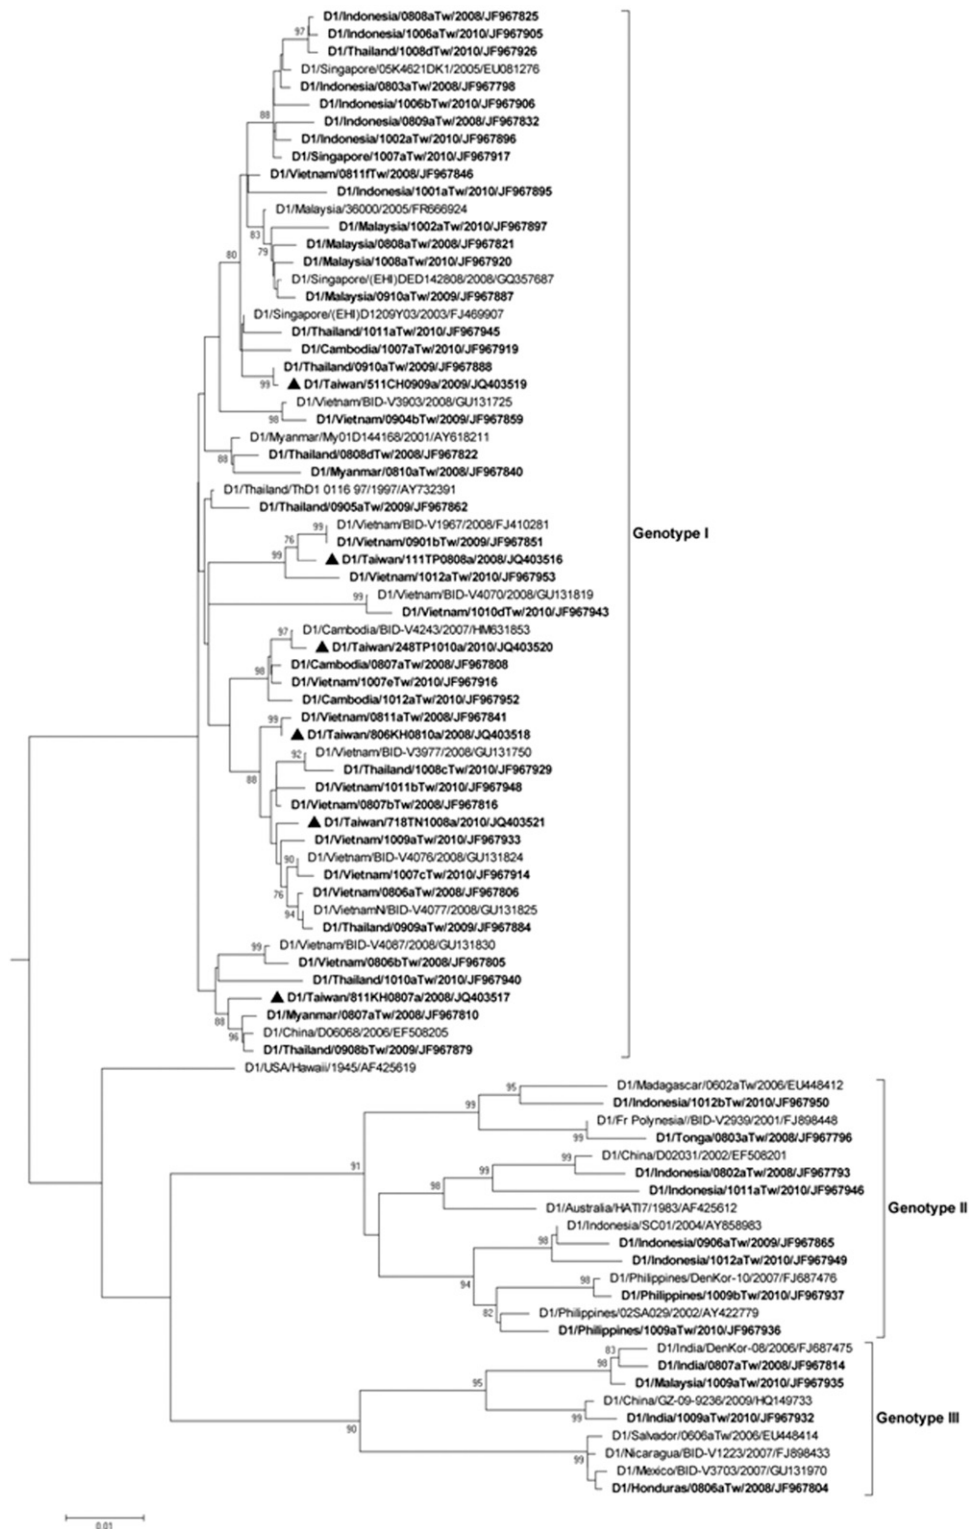 D1/Indonesia/0808aTw/2008/JF967825
97
D1/Indonesia/1006aTw/2010/JF967905
D1/Thailand/1008dTw/2010/JF967926
D1/Singapore/05K4621DK1/2005/EU081276
D1/Indonesia/0803aTw/2008/JF967798
D1/Indonesia/1006bTw/2010/JF967906
88
D1/Indonesia/0809aTw/2008/JF967832
D1/Indonesia/1002aTw/2010/JF967896
D1/Singapore/1007aTw/2010/JF967917
D1/Vietnam/0811fTw/2008/JF967846
D1/Indonesia/1001aTw/2010/JF967895
D1/Malaysia/36000/2005/FR666924
D1/Malaysia/1002aTw/2010/JF967897
83
D1/Malaysia/0808aTw/2008/JF967821
79
80
D1/Malaysia/1008aTw/2010/JF967920
D1/Singapore/(EHI)DED142808/2008/GQ357687
D1/Malaysia/0910aTw/2009/JF967887
D1/Singapore/(EHI)D1209Y03/2003/FJ469907
D1/Thailand/1011aTw/2010/JF967945
D1/Cambodia/1007aTw/2010/JF967919
D1/Thailand/0910aTw/2009/JF967888
99
D1/Taiwan/511CH0909a/2009/JQ403519
D1/Vietnam/BID-V3903/2008/GU131725
98
D1/Vietnam/0904bTw/2009/JF967859
D1/Myanmar/My01D144168/2001/AY618211
D1/Thailand/0808dTw/2008/JF967822
88
D1/Myanmar/0810aTw/2008/JF967840
D1/Thailand/ThD1 0116 97/1997/AY732391
D1/Thailand/0905aTw/2009/JF967862
99
D1/Vietnam/BID-V1967/2008/FJ410281
Genotype I
76
D1/Vietnam/0901bTw/2009/JF967851
99
D1/Taiwan/111TP0808a/2008/JQ403516
D1/Vietnam/1012aTw/2010/JF967953
99
D1/Vietnam/BID-V4070/2008/GU131819
D1/Vietnam/1010dTw/2010/JF967943
97
D1/Cambodia/BID-V4243/2007/HM631853
D1/Taiwan/248TP1010a/2010/JQ403520
98
D1/Cambodia/0807aTw/2008/JF967808
D1/Vietnam/1007eTw/2010/JF967916
D1/Cambodia/1012aTw/2010/JF967952
99
D1/Vietnam/0811aTw/2008/JF967841
D1/Taiwan/806KH0810a/2008/JQ403518
92
D1/Vietnam/BID-V3977/2008/GU131750
D1/Thailand/1008cTw/2010/JF967929
88
D1/Vietnam/1011bTw/2010/JF967948
D1/Vietnam/0807bTw/2008/JF967816
D1/Taiwan/718TN1008a/2010/JQ403521
D1/Vietnam/1009aTw/2010/JF967933
90
D1/Vietnam/BID-V4076/2008/GU131824
D1/Vietnam/1007cTw/2010/JF967914
76
D1/Vietnam/0806aTw/2008/JF967806
94
D1/VietnamN/BID-V4077/2008/GU131825
D1/Thailand/0909aTw/2009/JF967884
99
D1/Vietnam/BID-V4087/2008/GU131830
D1/Vietnam/0806bTw/2008/JF967805
D1/Thailand/1010aTw/2010/JF967940
D1/Taiwan/811KH0807a/2008/JQ403517
88
D1/Myanmar/0807aTw/2008/JF967810
96
D1/China/D06068/2006/EF508205
D1/Thailand/0908bTw/2009/JF967879
D1/USA/Hawaii/1945/AF425619
95
D1/Madagascar/0602aTw/2006/EU448412
99
D1/Indonesia/1012bTw/2010/JF967950
D1/Fr Polynesia//BID-V2939/2001/FJ898448
99
D1/Tonga/0803aTw/2008/JF967796
99
D1/China/D02031/2002/EF508201
91
99
D1/Indonesia/0802aTw/2008/JF967793
98
D1/Indonesia/1011aTw/2010/JF967946
D1/Australia/HATI7/1983/AF425612
Genotype II
D1/Indonesia/SC01/2004/AY858983
98
D1/Indonesia/0906aTw/2009/JF967865
D1/Indonesia/1012aTw/2010/JF967949
98
D1/Philippines/DenKor-10/2007/FJ687476
94
D1/Philippines/1009bTw/2010/JF967937
82
D1/Philippines/02SA029/2002/AY422779
D1/Philippines/1009aTw/2010/JF967936
83
D1/India/DenKor-08/2006/FJ687475
98
D1/India/0807aTw/2008/JF967814
95
D1/Malaysia/1009aTw/2010/JF967935
D1/China/GZ-09-9236/2009/HQ149733
99
D1/India/1009aTw/2010/JF967932
Genotype III
90
D1/Salvador/0606aTw/2006/EU448414
99
D1/Nicaragua/BID-V1223/2007/FJ898433
D1/Mexico/BID-V3703/2007/GU131970
D1/Honduras/0806aTw/2008/JF967804
0.01